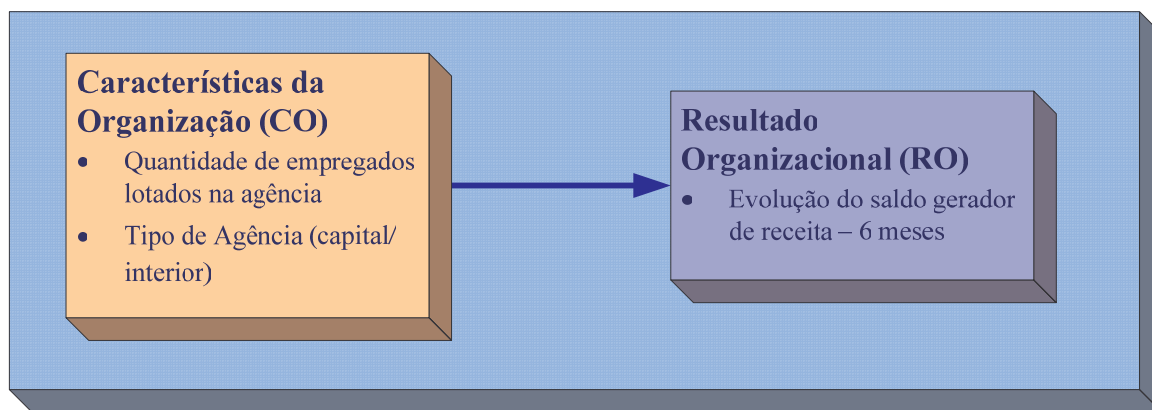 Características da
Organização (CO)
• Quantidade de empregados
lotados na agência
• Tipo de Agência (capital/
interior)
Resultado
Organizacional (RO)
• Evolução do saldo gerador
de receita – 6 meses